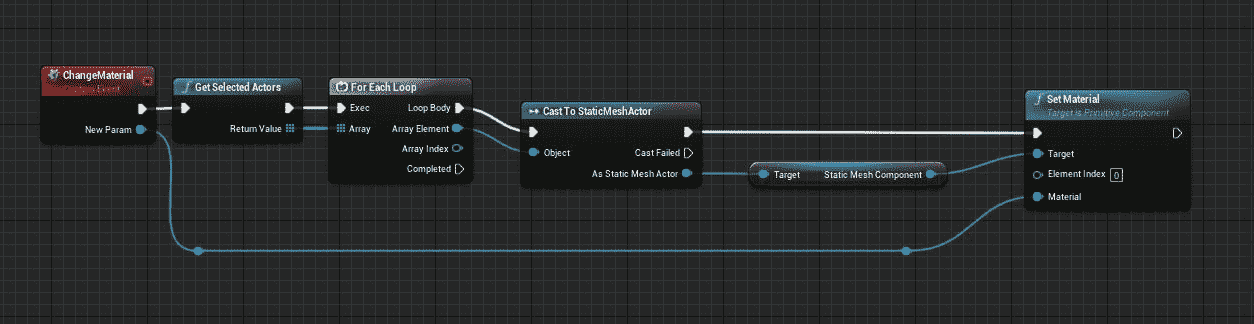 ChangeMaterial
Custom Event
New Param
Get Selected Actors
Return Value
For Each Loop
Exec Loop Body
Array Array Element
Array Index
Completed
Cast To StaticMeshActor
Object Cast Failed
As Static Mesh Actor
Target Static Mesh Component
Set Material
Target is Primitive Component
Target
Element Index 0
Material